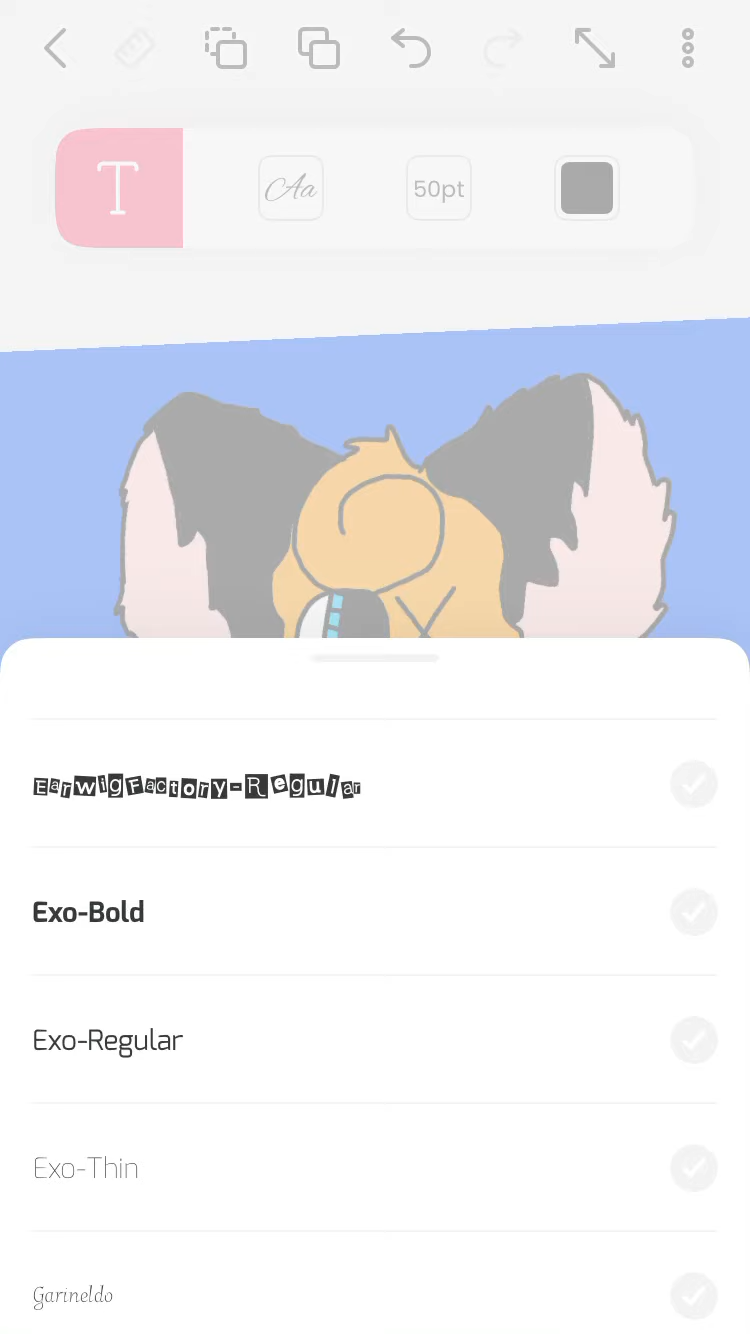 T
Aa
50pt
EarwigFactory-Regular
Exo-Bold
Exo-Regular
Exo-Thin
Garineldo